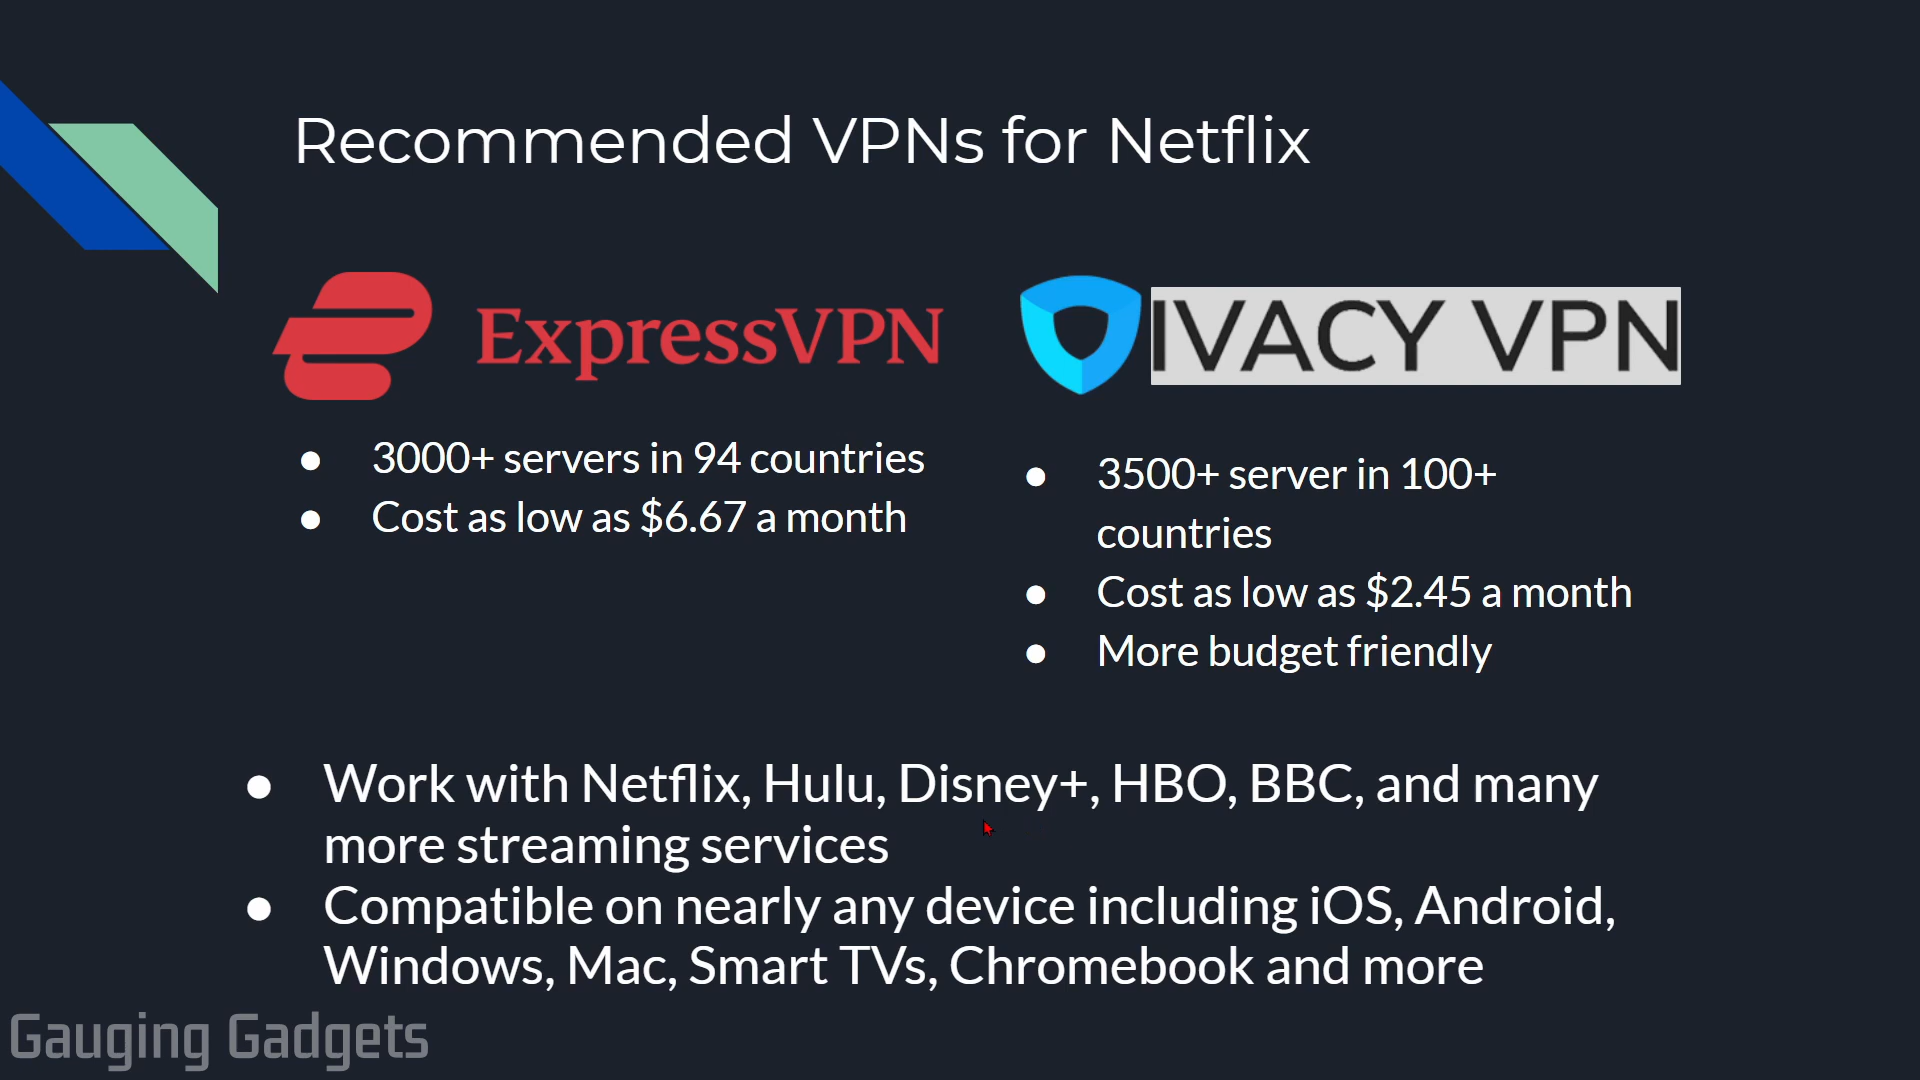 Recommended VPNs for Netflix
ExpressVPN
● 3000+ servers in 94 countries
● Cost as low as $6.67 a month
IVACY VPN
● 3500+ server in 100+
countries
● Cost as low as $2.45 a month
● More budget friendly
● Work with Netflix, Hulu, Disney+, HBO, BBC, and many
more streaming services
● Compatible on nearly any device including iOS, Android,
Windows, Mac, Smart TVs, Chromebook and more
Gauging Gadgets